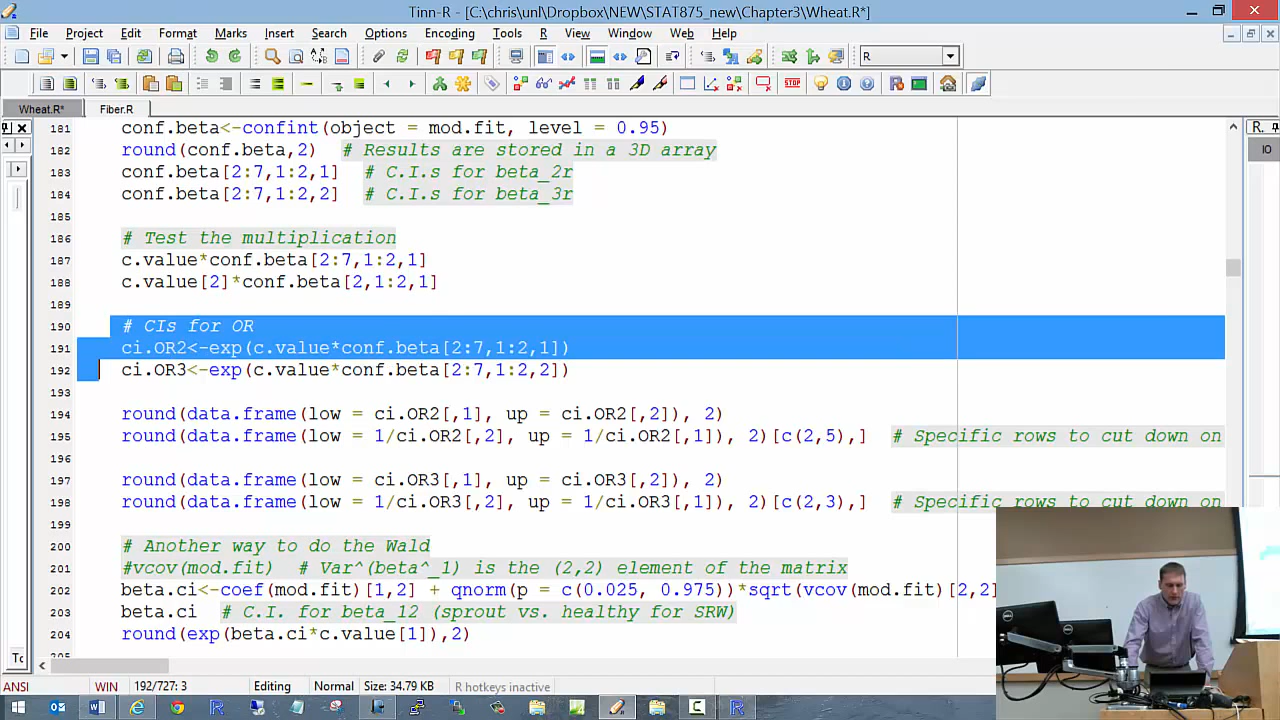 Tinn-R - [C:\chris\unl\Dropbox\NEW\STAT875_new\Chapter3\Wheat.R*]
File Project Edit Format Marks Insert Search Options Encoding Tools R View Window Web Help
R
STOP
Wheat.R* Fiber.R
R.
IO
181 conf.beta<-confint(object = mod.fit, level = 0.95)
182 round(conf.beta,2) # Results are stored in a 3D array
183 conf.beta[2:7,1:2,1] # C.I.s for beta_2r
184 conf.beta[2:7,1:2,2] # C.I.s for beta_3r
185
186 # Test the multiplication
187 c.value*conf.beta[2:7,1:2,1]
188 c.value[2]*conf.beta[2,1:2,1]
189
190 # CIs for OR
191 ci.OR2<-exp(c.value*conf.beta[2:7,1:2,1])
192 ci.OR3<-exp(c.value*conf.beta[2:7,1:2,2])
193
194 round(data.frame(low = ci.OR2[,1], up = ci.OR2[,2]), 2)
195 round(data.frame(low = 1/ci.OR2[,2], up = 1/ci.OR2[,1]), 2)[c(2,5),] # Specific rows to cut down on
196
197 round(data.frame(low = ci.OR3[,1], up = ci.OR3[,2]), 2)
198 round(data.frame(low = 1/ci.OR3[,2], up = 1/ci.OR3[,1]), 2)[c(2,3),] # Specific rows to cut down on
199
200 # Another way to do the Wald
201 #vcov(mod.fit) # Var^(beta^_1) is the (2,2) element of the matrix
202 beta.ci<-coef(mod.fit)[1,2] + qnorm(p = c(0.025, 0.975))*sqrt(vcov(mod.fit)[2,2]
203 beta.ci # C.I. for beta_12 (sprout vs. healthy for SRW)
204 round(exp(beta.ci*c.value[1]),2)
To
ANSI WIN 192/727: 3 Editing Normal Size: 34.79 KB R hotkeys inactive